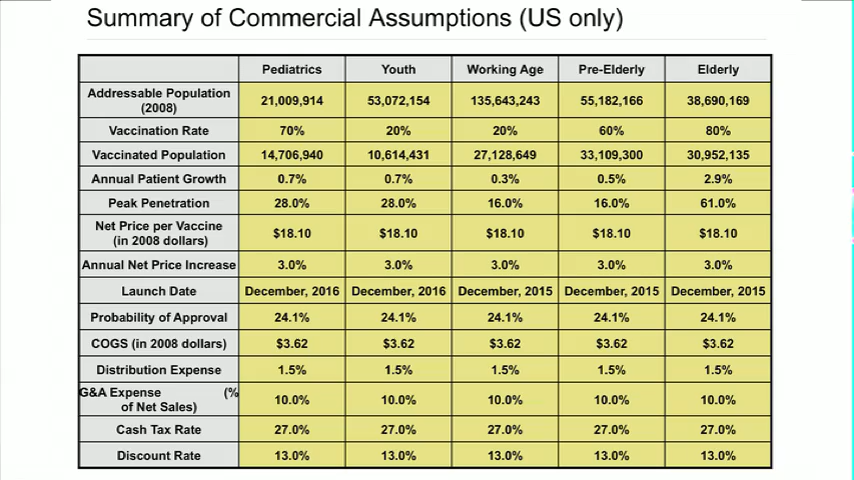 Summary of Commercial Assumptions (US only)
Pediatrics Youth Working Age Pre-Elderly Elderly
Addressable Population (2008) 21,009,914 53,072,154 135,643,243 55,182,166 38,690,169
Vaccination Rate 70% 20% 20% 60% 80%
Vaccinated Population 14,706,940 10,614,431 27,128,649 33,109,300 30,952,135
Annual Patient Growth 0.7% 0.7% 0.3% 0.5% 2.9%
Peak Penetration 28.0% 28.0% 16.0% 16.0% 61.0%
Net Price per Vaccine (in 2008 dollars) $18.10 $18.10 $18.10 $18.10 $18.10
Annual Net Price Increase 3.0% 3.0% 3.0% 3.0% 3.0%
Launch Date December, 2016 December, 2016 December, 2015 December, 2015 December, 2015
Probability of Approval 24.1% 24.1% 24.1% 24.1% 24.1%
COGS (in 2008 dollars) $3.62 $3.62 $3.62 $3.62 $3.62
Distribution Expense 1.5% 1.5% 1.5% 1.5% 1.5%
G&A Expense (% of Net Sales) 10.0% 10.0% 10.0% 10.0% 10.0%
Cash Tax Rate 27.0% 27.0% 27.0% 27.0% 27.0%
Discount Rate 13.0% 13.0% 13.0% 13.0% 13.0%